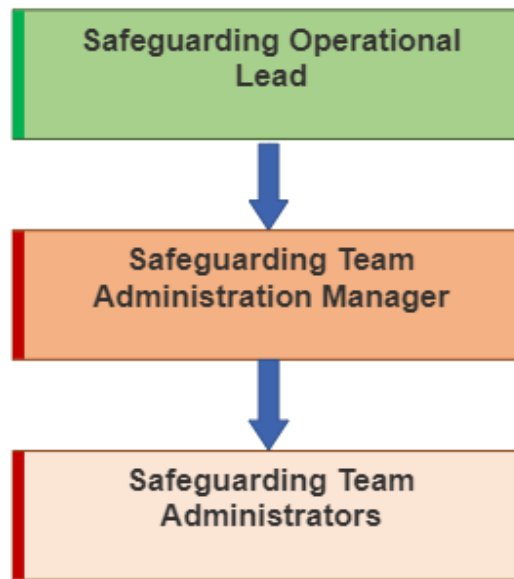 Safeguarding Operational
Lead
Safeguarding Team
Administration Manager
Safeguarding Team
Administrators